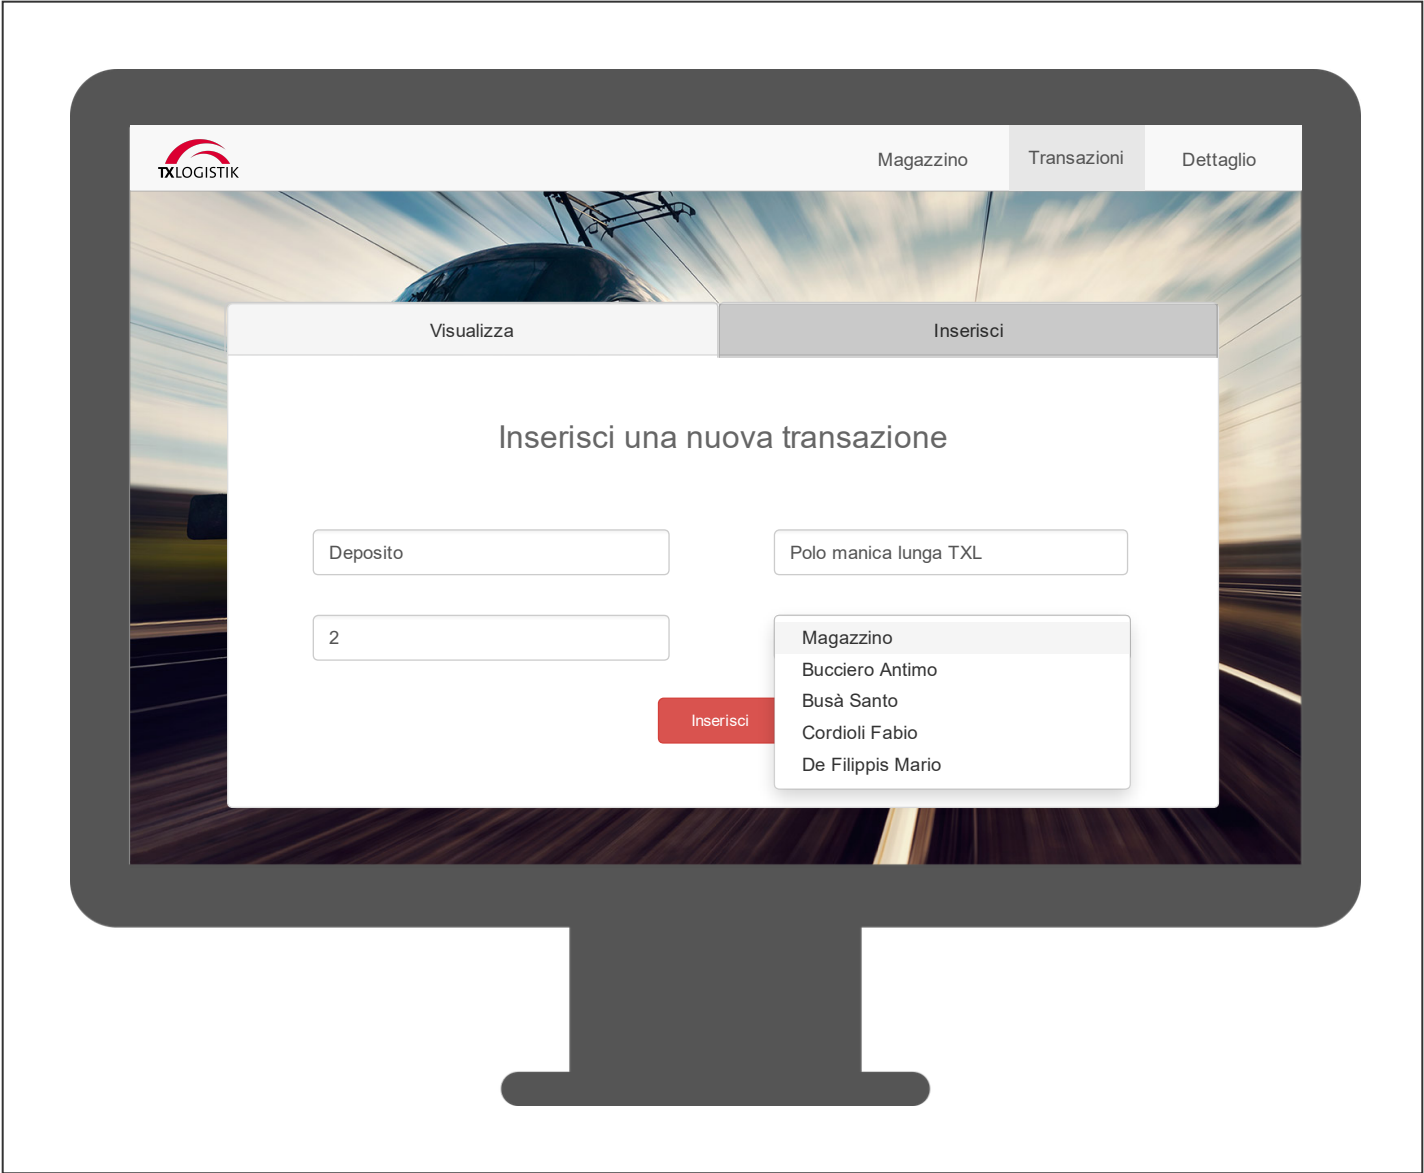 TXLOGISTIK
Magazzino Transazioni Dettaglio
Visualizza Inserisci
Inserisci una nuova transazione
Deposito Polo manica lunga TXL
2
Magazzino
Bucciero Antimo
Busà Santo
Cordioli Fabio
De Filippis Mario
Inserisci